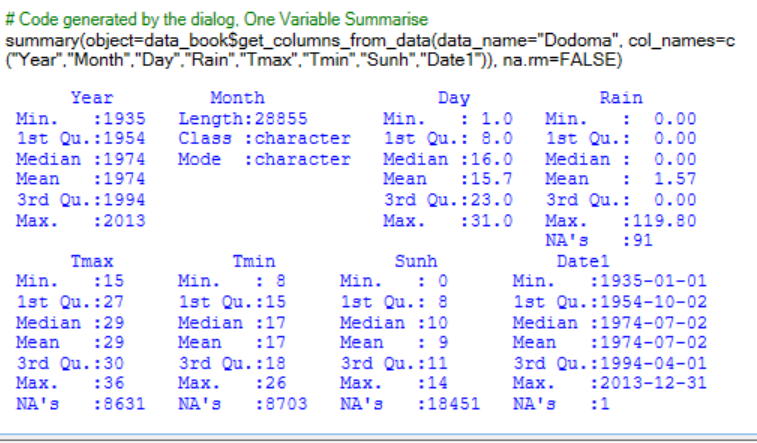 # Code generated by the dialog, One Variable Summarise
summary(object=data_book$get_columns_from_data(data_name="Dodoma", col_names=c
("Year","Month","Day","Rain","Tmax","Tmin","Sunh","Date1")), na.rm=FALSE)
      Year         Month                Day            Rain
Min.   :1935   Length:28855       Min.   : 1.0   Min.   :  0.00
1st Qu.:1954   Class :character   1st Qu.: 8.0   1st Qu.:  0.00
Median :1974   Mode  :character   Median :16.0   Median :  0.00
Mean   :1974                      Mean   :15.7   Mean   :  1.57
3rd Qu.:1994                      3rd Qu.:23.0   3rd Qu.:  0.00
Max.   :2013                      Max.   :31.0   Max.   :119.80
                                                 NA's   :91
      Tmax            Tmin           Sunh           Date1
Min.   :15     Min.   : 8     Min.   : 0      Min.   :1935-01-01
1st Qu.:27     1st Qu.:15     1st Qu.: 8      1st Qu.:1954-10-02
Median :29     Median :17     Median :10      Median :1974-07-02
Mean   :29     Mean   :17     Mean   : 9      Mean   :1974-07-02
3rd Qu.:30     3rd Qu.:18     3rd Qu.:11      3rd Qu.:1994-04-01
Max.   :36     Max.   :26     Max.   :14      Max.   :2013-12-31
NA's   :8631   NA's   :8703   NA's   :18451   NA's   :1